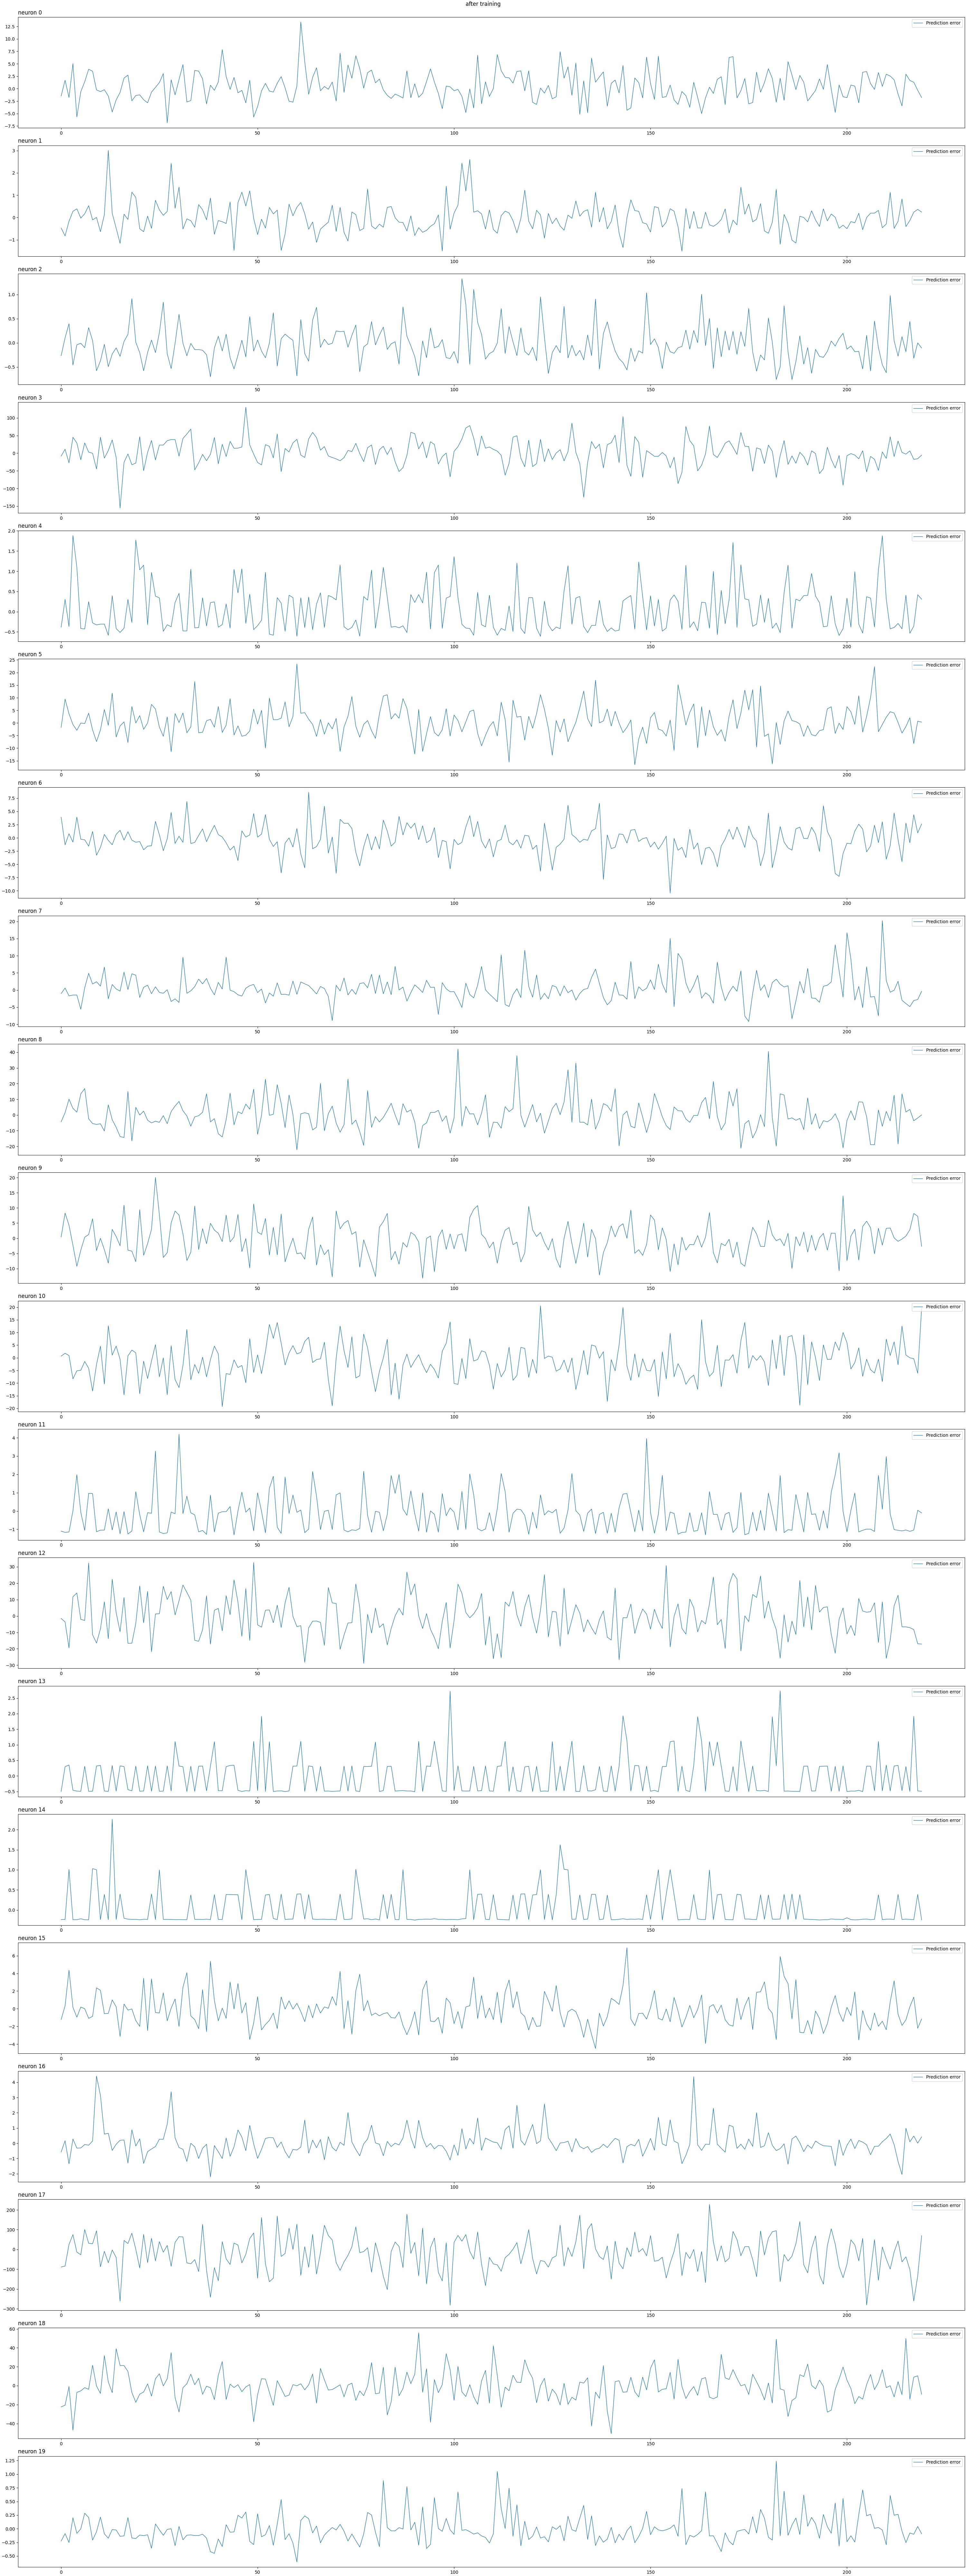 after training
neuron 0
Prediction error
12.5
10.0
7.5
5.0
2.5
0.0
−2.5
−5.0
−7.5
0 50 100 150 200
neuron 1
Prediction error
3
2
1
0
−1
0 50 100 150 200
neuron 2
Prediction error
1.0
0.5
0.0
−0.5
0 50 100 150 200
neuron 3
Prediction error
100
50
0
−50
−100
−150
0 50 100 150 200
neuron 4
Prediction error
2.0
1.5
1.0
0.5
0.0
−0.5
0 50 100 150 200
neuron 5
Prediction error
25
20
15
10
5
0
−5
−10
−15
0 50 100 150 200
neuron 6
Prediction error
7.5
5.0
2.5
0.0
−2.5
−5.0
−7.5
−10.0
0 50 100 150 200
neuron 7
Prediction error
20
15
10
5
0
−5
−10
0 50 100 150 200
neuron 8
Prediction error
40
30
20
10
0
−10
−20
0 50 100 150 200
neuron 9
Prediction error
20
15
10
5
0
−5
−10
0 50 100 150 200
neuron 10
Prediction error
20
15
10
5
0
−5
−10
−15
−20
0 50 100 150 200
neuron 11
Prediction error
4
3
2
1
0
−1
0 50 100 150 200
neuron 12
Prediction error
30
20
10
0
−10
−20
−30
0 50 100 150 200
neuron 13
Prediction error
2.5
2.0
1.5
1.0
0.5
0.0
−0.5
0 50 100 150 200
neuron 14
Prediction error
2.0
1.5
1.0
0.5
0.0
0 50 100 150 200
neuron 15
Prediction error
6
4
2
0
−2
−4
0 50 100 150 200
neuron 16
Prediction error
4
3
2
1
0
−1
−2
0 50 100 150 200
neuron 17
Prediction error
200
100
0
−100
−200
−300
0 50 100 150 200
neuron 18
Prediction error
60
40
20
0
−20
−40
0 50 100 150 200
neuron 19
Prediction error
1.25
1.00
0.75
0.50
0.25
0.00
−0.25
−0.50
0 50 100 150 200